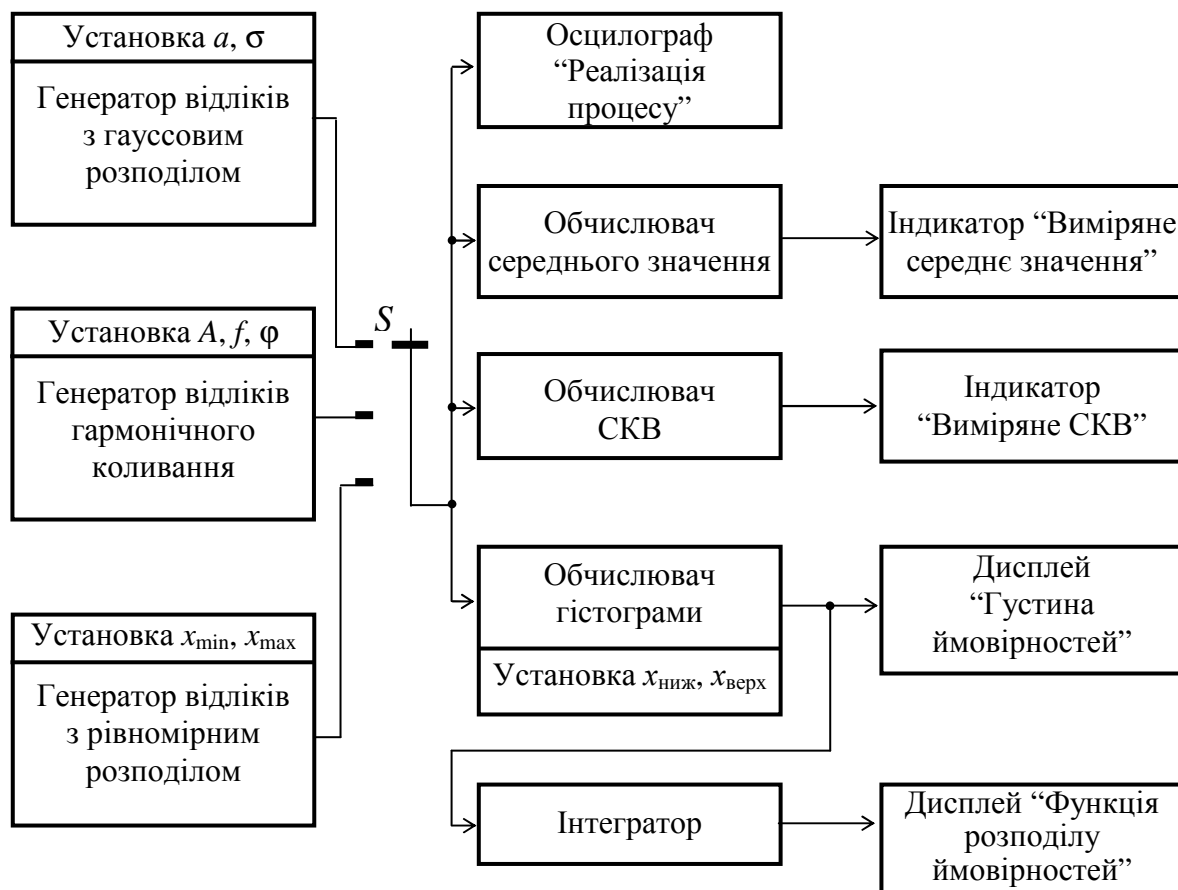 Установка a, σ
Генератор відліків
з гауссовим
розподілом
Установка A, f, φ
Генератор відліків
гармонічного
коливання
Установка xmin, xmax
Генератор відліків
з рівномірним
розподілом
S
Осцилограф
“Реалізація
процесу”
Обчислювач
середнього значення
Індикатор “Виміряне
середнє значення”
Обчислювач
СКВ
Індикатор
“Виміряне СКВ”
Обчислювач
гістограми
Установка xниж, xверх
Дисплей
“Густина
ймовірностей”
Інтегратор
Дисплей “Функція
розподілу
ймовірностей”